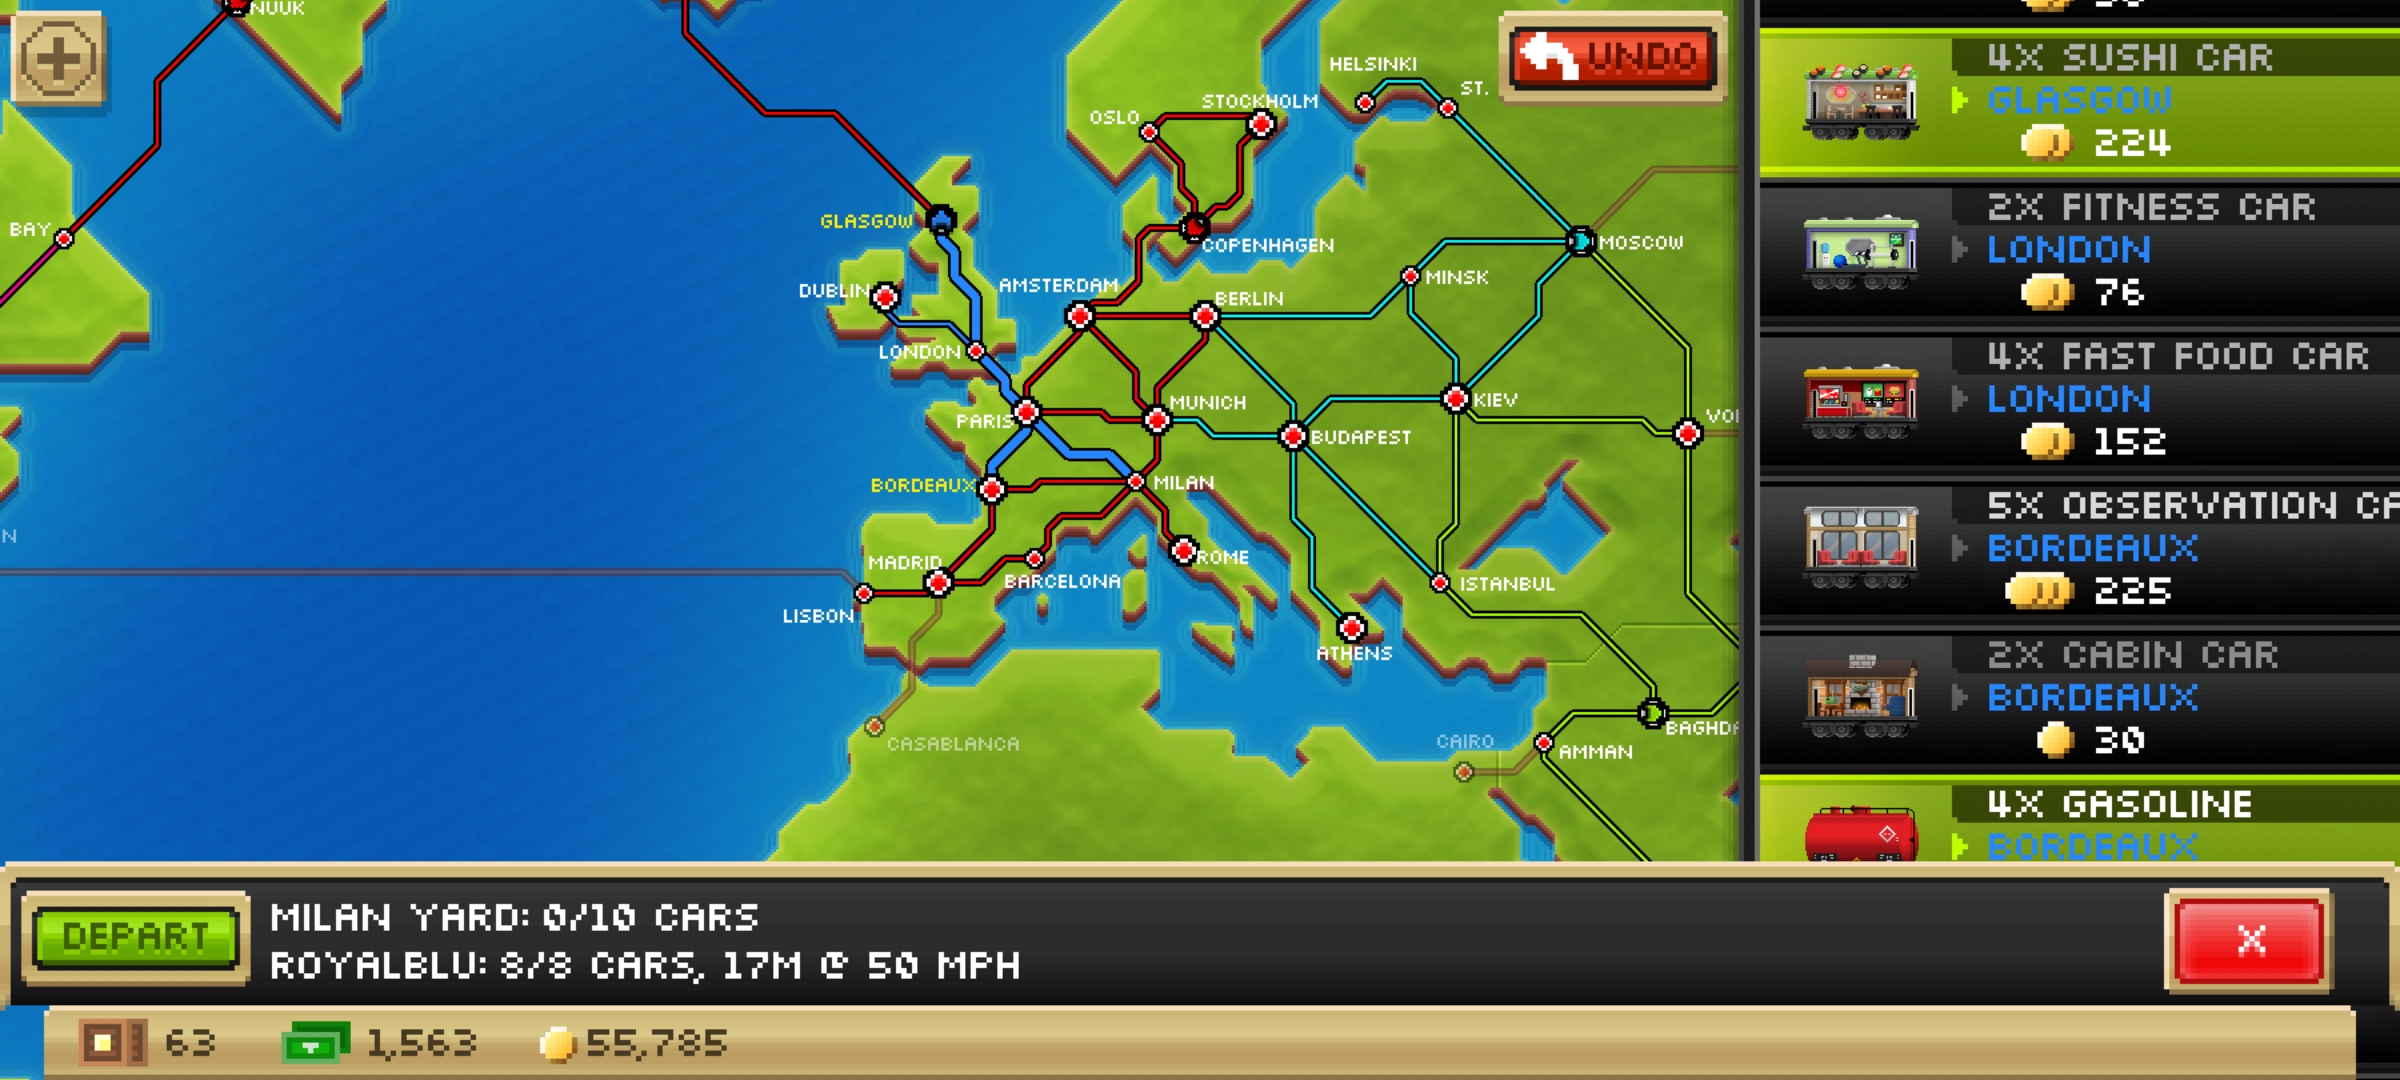 NUUK
BAY
GLASGOW
DUBLIN
LONDON
PARIS
BORDEAUX
MADRID
LISBON
BARCELONA
CASABLANCA
OSLO
STOCKHOLM
COPENHAGEN
AMSTERDAM
BERLIN
MUNICH
MILAN
ROME
HELSINKI
ST.
MOSCOW
MINSK
KIEV
BUDAPEST
ISTANBUL
ATHENS
CAIRO
AMMAN
BAGHDA
VO
N
UNDO
4X SUSHI CAR
GLASGOW
224
2X FITNESS CAR
LONDON
76
4X FAST FOOD CAR
LONDON
152
5X OBSERVATION CA
BORDEAUX
225
2X CABIN CAR
BORDEAUX
30
4X GASOLINE
BORDEAUX
DEPART
MILAN YARD: 0/10 CARS
ROYALBLU: 8/8 CARS, 17M @ 50 MPH
X
63
1,563
55,785